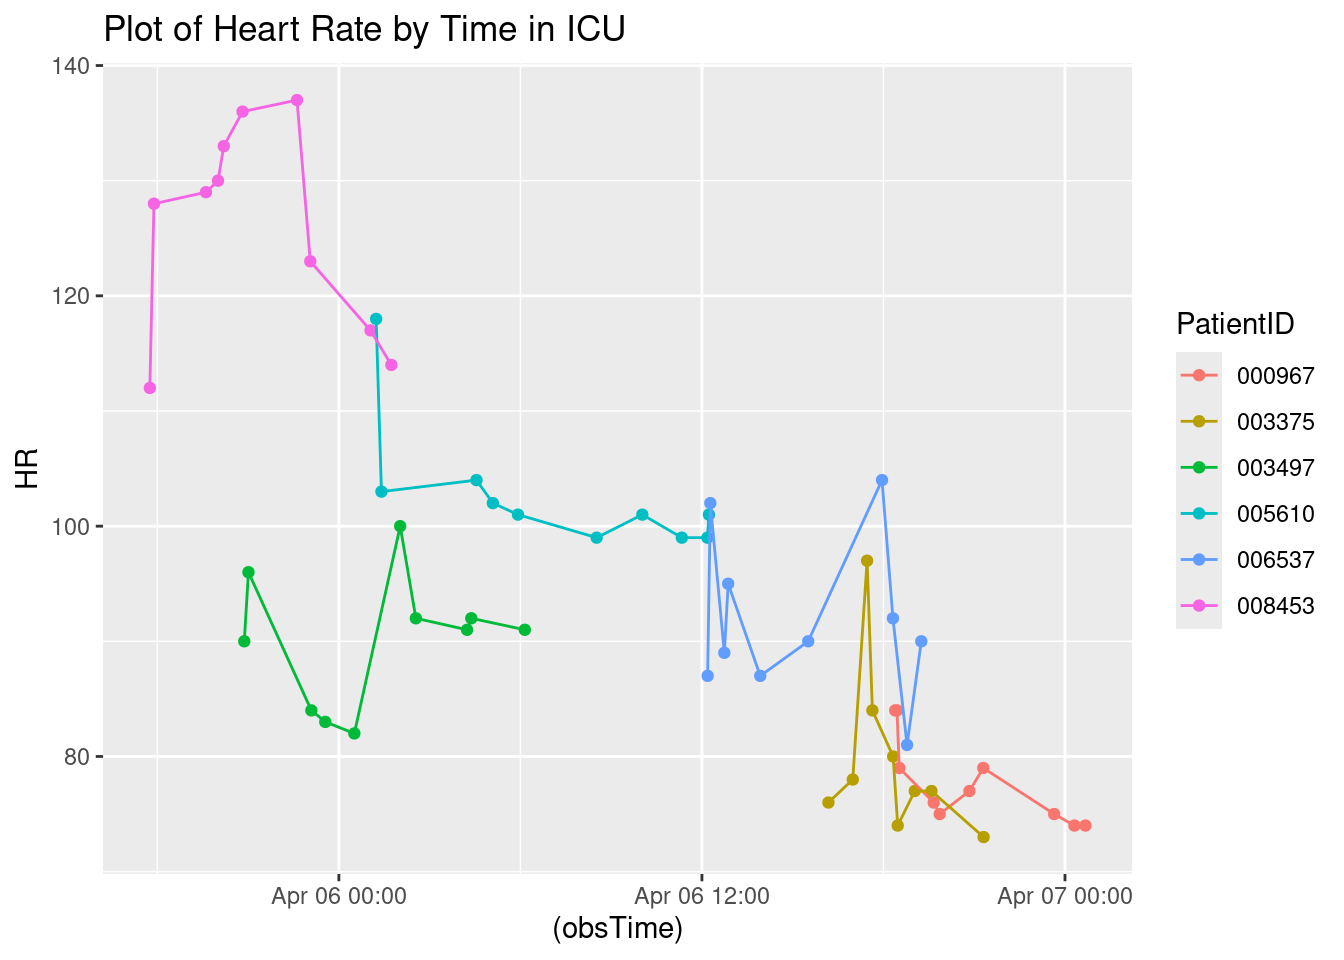 Plot of Heart Rate by Time in ICU
140
120
100
80
HR
Apr 06 00:00
Apr 06 12:00
Apr 07 00:00
(obsTime)
PatientID
000967
003375
003497
005610
006537
008453